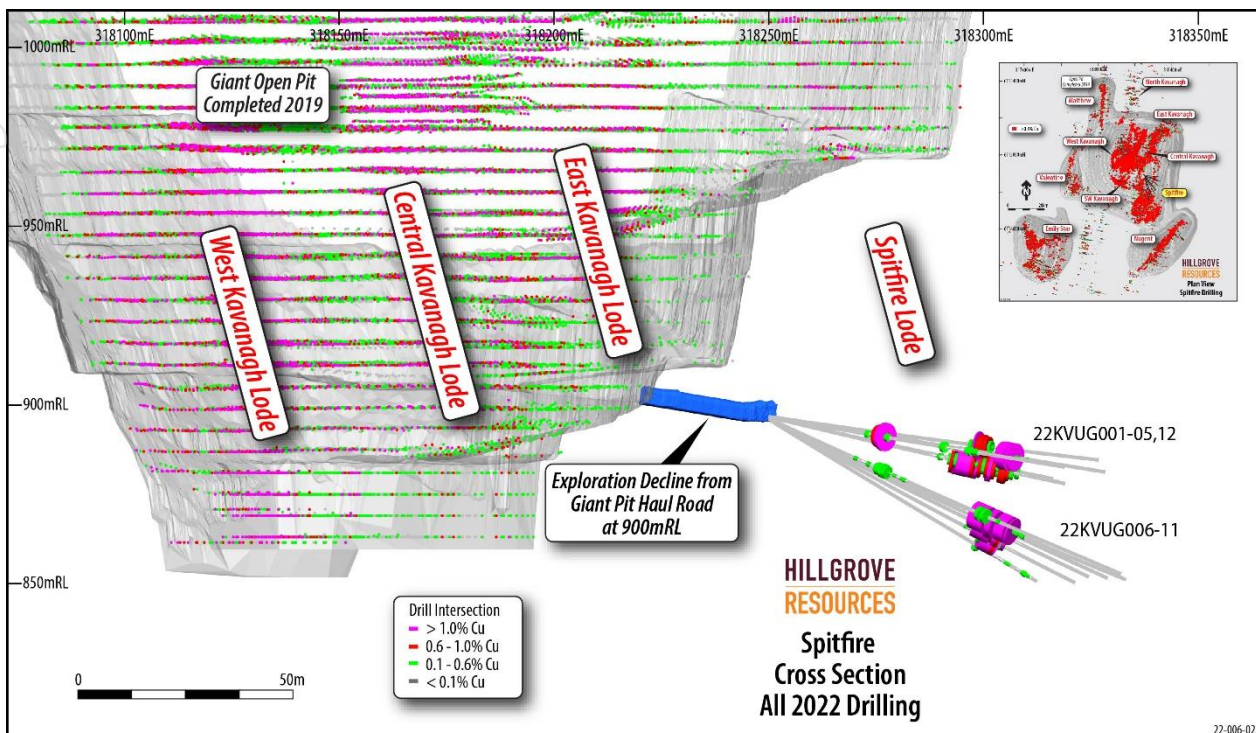 1000mRL
318100mE
318150mE
318200mE
318250mE
318300mE
318350mE
Giant Open Pit
Completed 2019
950mRL
West Kavanagh Lode
Central Kavanagh Lode
East Kavanagh Lode
Spitfire Lode
900mRL
Exploration Decline from
Giant Pit Haul Road
at 900mRL
22KVUG001-05,12
22KVUG006-11
850mRL
Drill Intersection
> 1.0% Cu
0.6 - 1.0% Cu
0.1 - 0.6% Cu
< 0.1% Cu
0
50m
HILLGROVE
RESOURCES
Spitfire
Cross Section
All 2022 Drilling
22-006-02
North Kavanagh
Matthew
East Kavanagh
West Kavanagh
Central Kavanagh
Valentine
Spitfire
SW Kavanagh
N
Emily Star
Nugent
HILLGROVE
RESOURCES
Plan View
Spitfire Drilling